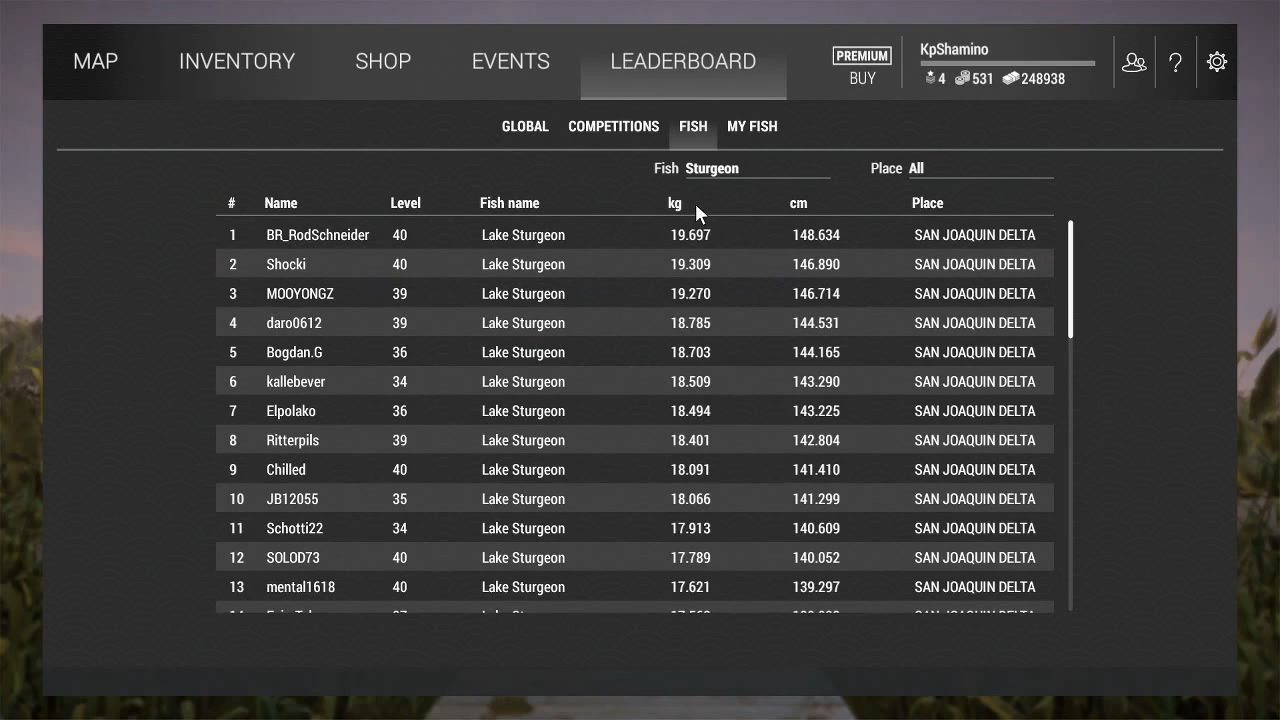 MAP INVENTORY SHOP EVENTS LEADERBOARD PREMIUM BUY KpShamino 4 531 248938 ?
GLOBAL COMPETITIONS FISH MY FISH
Fish Sturgeon Place All
# Name Level Fish name kg cm Place
1 BR_RodSchneider 40 Lake Sturgeon 19.697 148.634 SAN JOAQUIN DELTA
2 Shocki 40 Lake Sturgeon 19.309 146.890 SAN JOAQUIN DELTA
3 MOOYONGZ 39 Lake Sturgeon 19.270 146.714 SAN JOAQUIN DELTA
4 daro0612 39 Lake Sturgeon 18.785 144.531 SAN JOAQUIN DELTA
5 Bogdan.G 36 Lake Sturgeon 18.703 144.165 SAN JOAQUIN DELTA
6 kallebever 34 Lake Sturgeon 18.509 143.290 SAN JOAQUIN DELTA
7 Elpolako 36 Lake Sturgeon 18.494 143.225 SAN JOAQUIN DELTA
8 Ritterpils 39 Lake Sturgeon 18.401 142.804 SAN JOAQUIN DELTA
9 Chilled 40 Lake Sturgeon 18.091 141.410 SAN JOAQUIN DELTA
10 JB12055 35 Lake Sturgeon 18.066 141.299 SAN JOAQUIN DELTA
11 Schotti22 34 Lake Sturgeon 17.913 140.609 SAN JOAQUIN DELTA
12 SOLOD73 40 Lake Sturgeon 17.789 140.052 SAN JOAQUIN DELTA
13 mental1618 40 Lake Sturgeon 17.621 139.297 SAN JOAQUIN DELTA